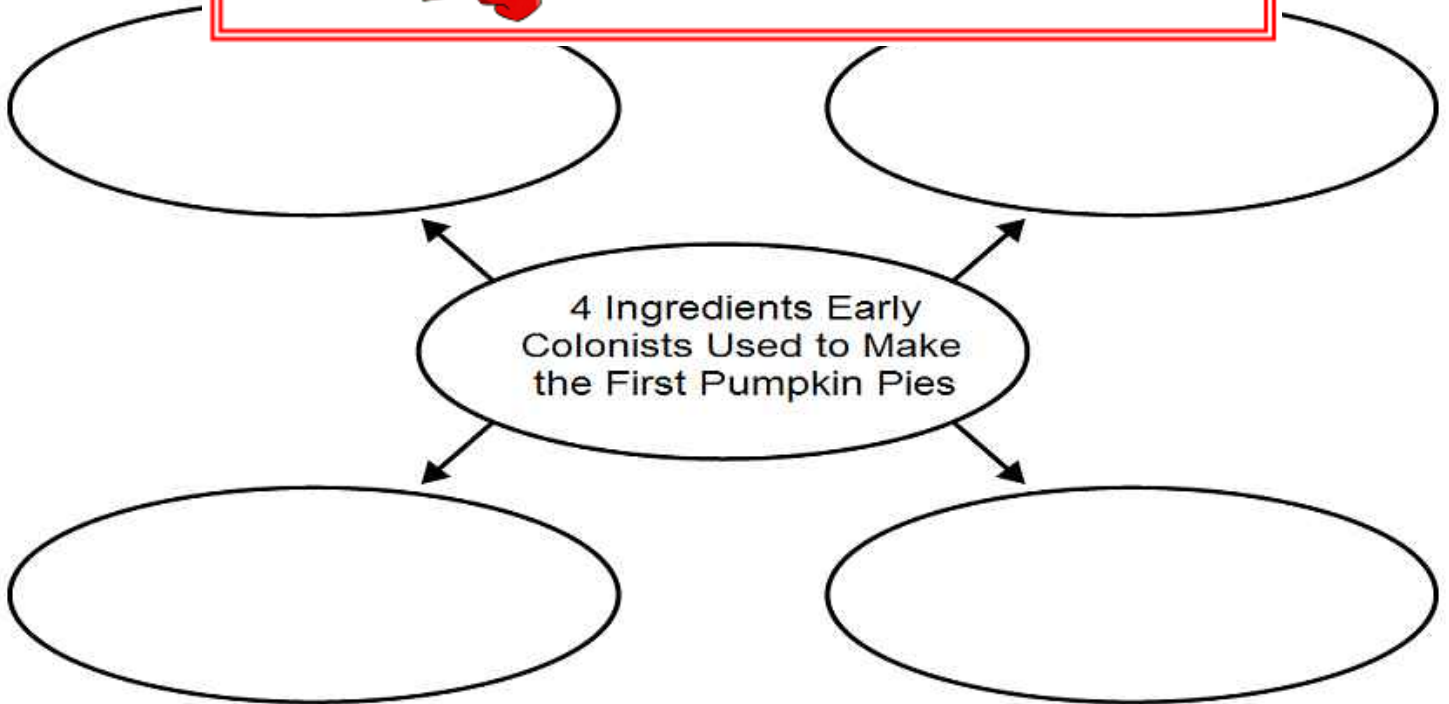 4 Ingredients Early
Colonists Used to Make
the First Pumpkin Pies